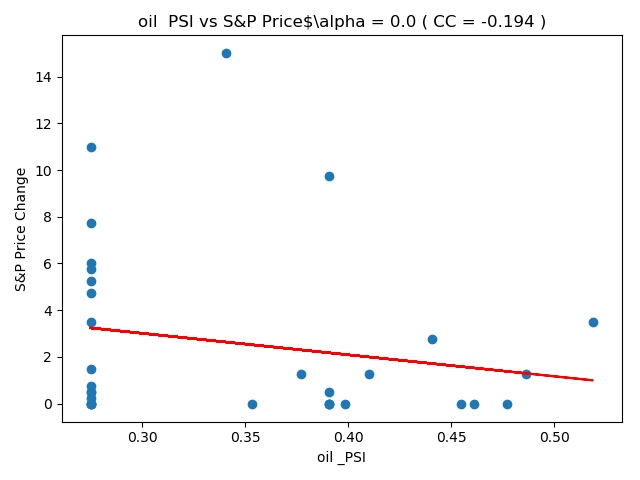 oil  PSI vs S&P Price$\alpha = 0.0 ( CC = -0.194 )
14
12
10
8
6
4
2
0
S&P Price Change
0.30 0.35 0.40 0.45 0.50
oil _PSI